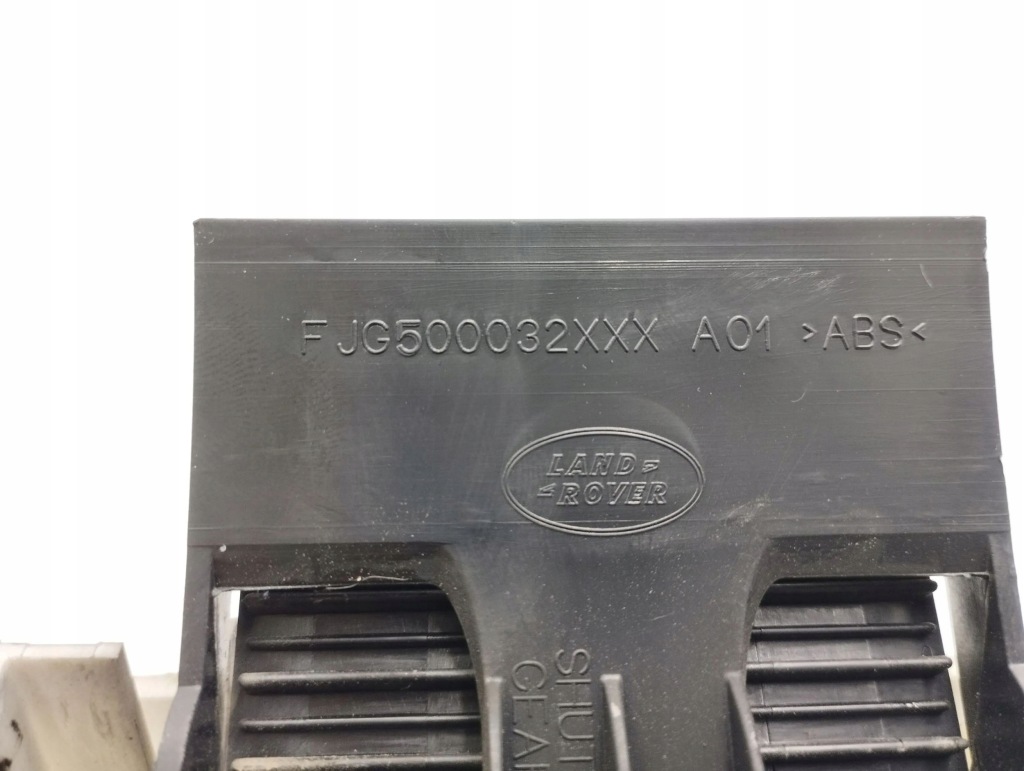 FJG500032XXX A01 >ABS<
LAND
ROVER